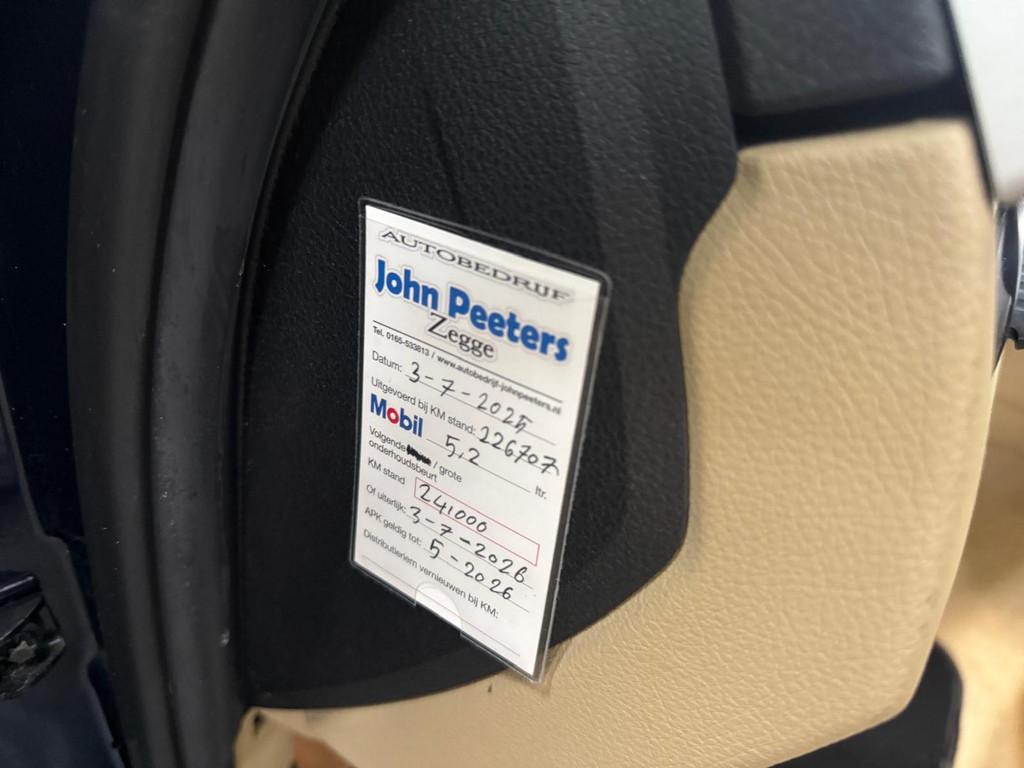 AUTOBEDRIJF
John Peeters
Zegge
Tel. 0165-533813 / www.autobedrijf-johnpeeters.nl
Datum: 3-7-2025
Uitgevoerd bij KM stand: 226707
Mobil 5,2 ltr.
Volgende / grote
onderhoudsbeurt
KM stand 241000
Of uiterlijk: 3-7-2026
APK geldig tot: 5-2026
Distributieriem vernieuwen bij KM: